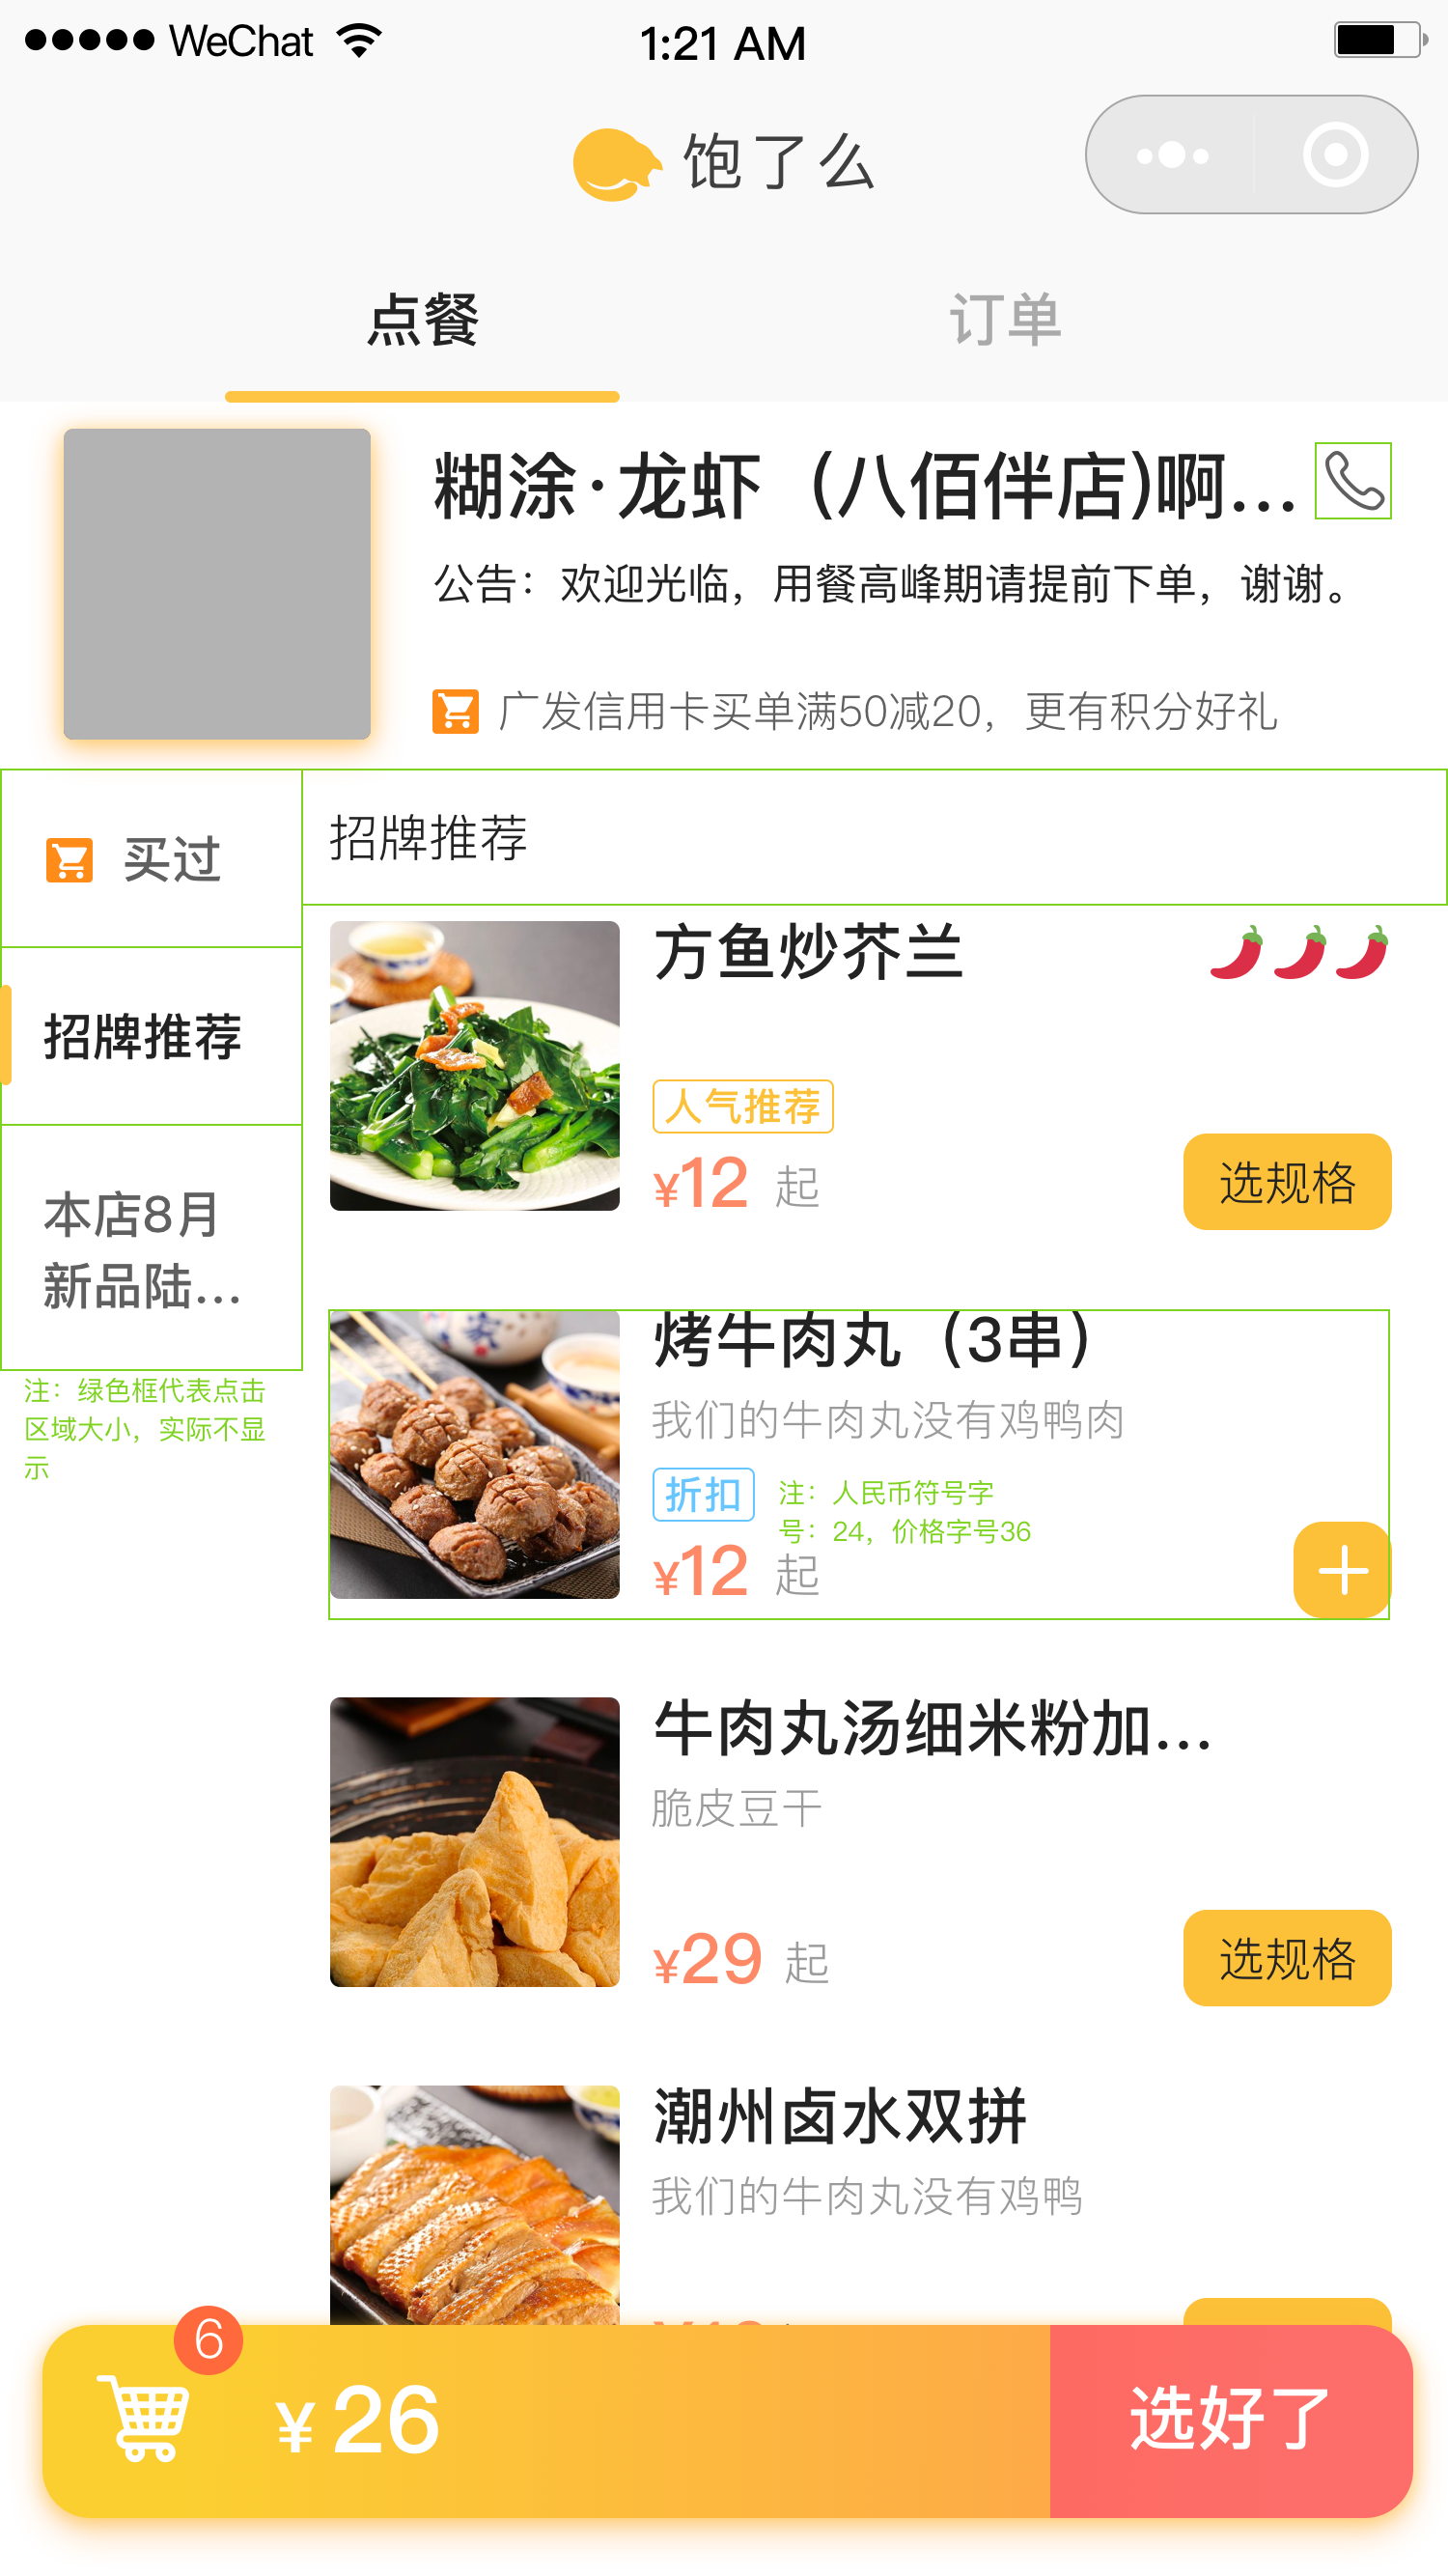 WeChat
1:21 AM
饱了么
点餐
订单
糊涂·龙虾（八佰伴店)啊...
公告：欢迎光临，用餐高峰期请提前下单，谢谢。
广发信用卡买单满50减20，更有积分好礼
买过
招牌推荐
本店8月
新品陆...
注：绿色框代表点击
区域大小，实际不显
示
招牌推荐
方鱼炒芥兰
人气推荐
¥12 起
选规格
烤牛肉丸（3串）
我们的牛肉丸没有鸡鸭肉
折扣
注：人民币符号字
号：24，价格字号36
¥12 起
牛肉丸汤细米粉加...
脆皮豆干
¥29 起
选规格
潮州卤水双拼
我们的牛肉丸没有鸡鸭
6
¥ 26
选好了